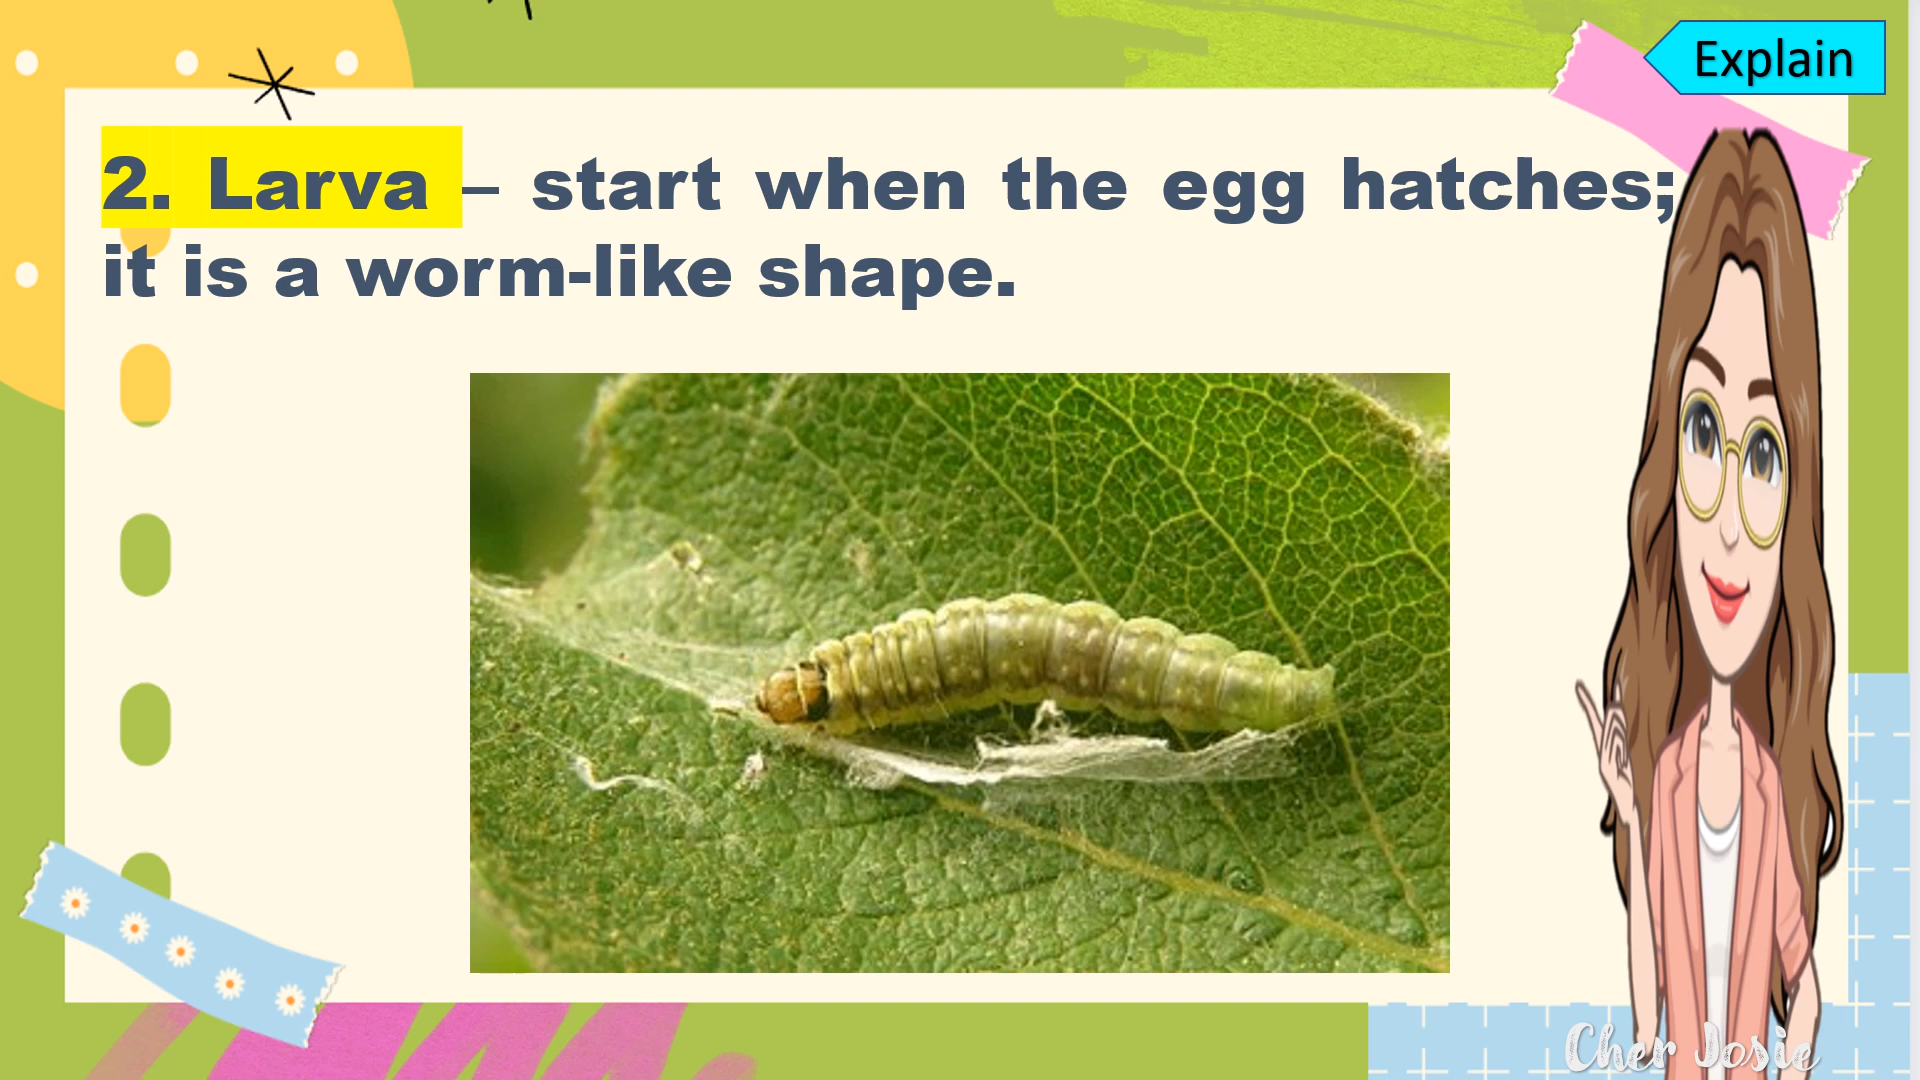 Explain
2. Larva – start when the egg hatches;
it is a worm-like shape.
Cher Josie